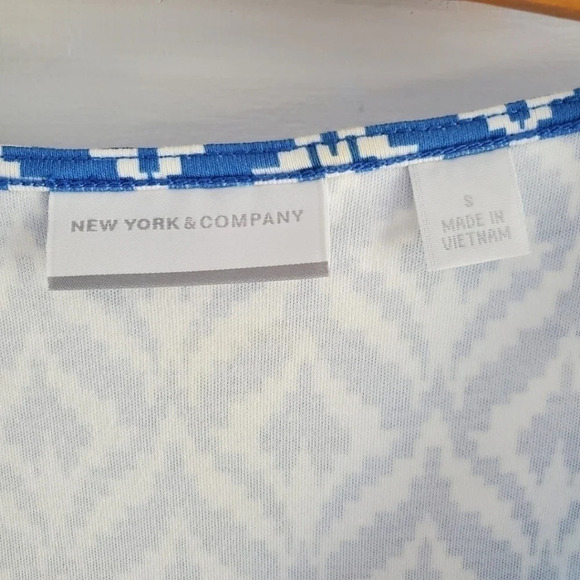 NEW YORK & COMPANY
S
MADE IN
VIETNAM